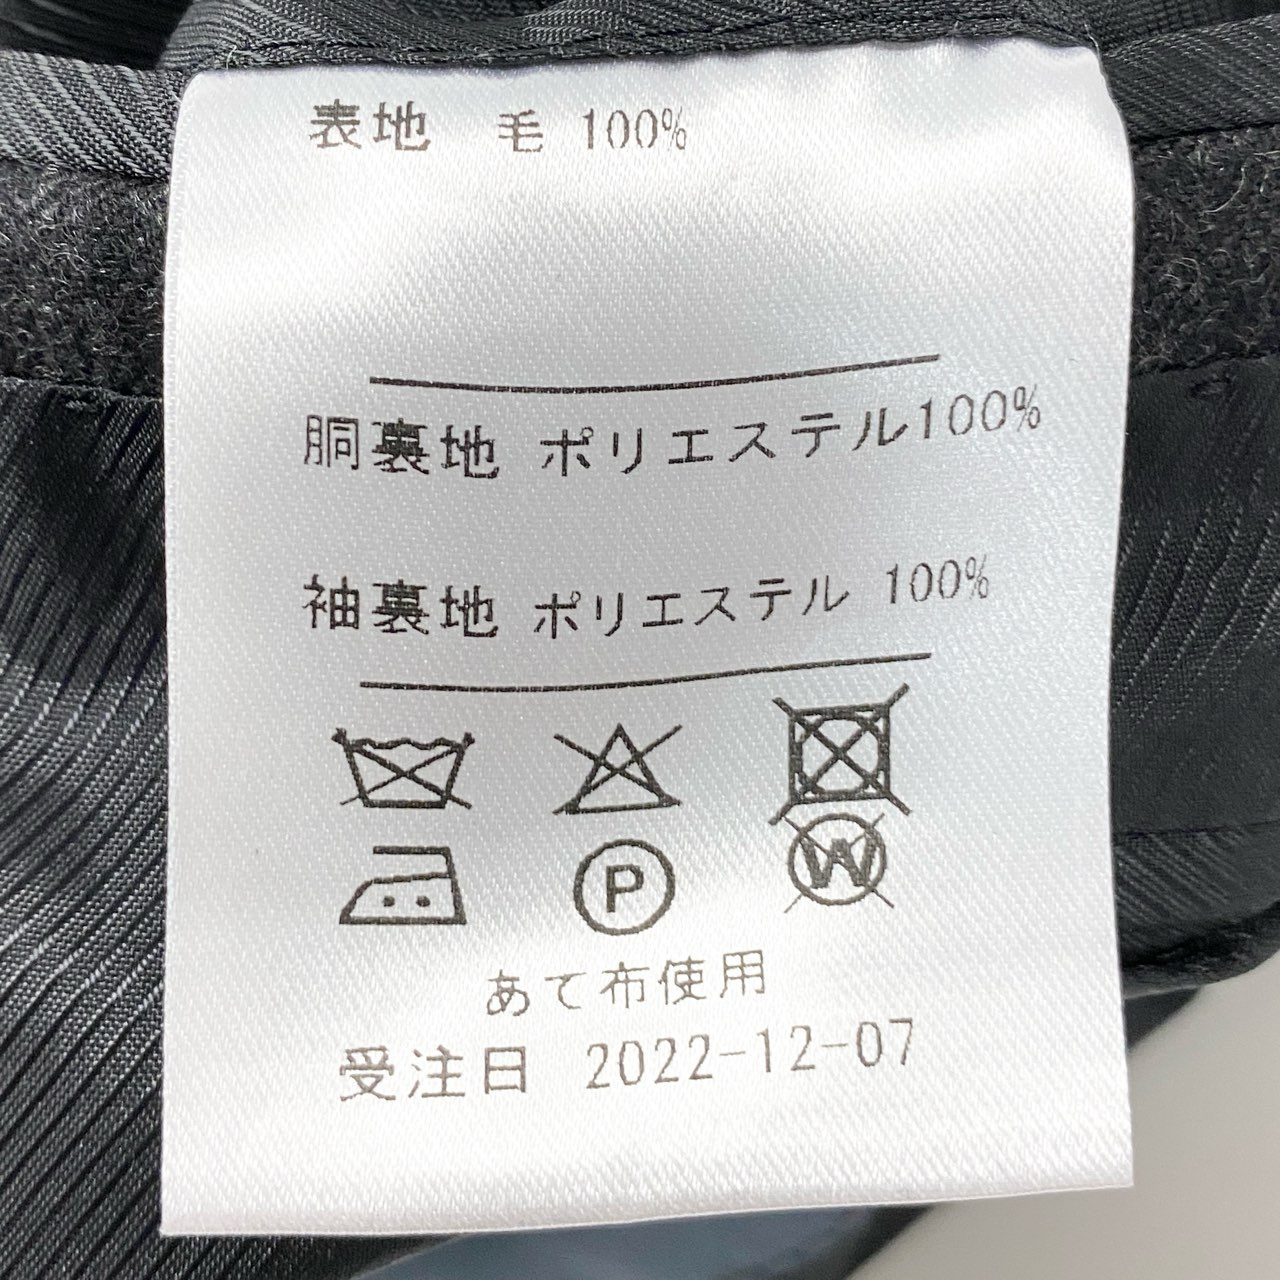 表地 毛 100%
胴裏地 ポリエステル100%
袖裏地 ポリエステル 100%
P W
あて布使用
受注日 2022-12-07